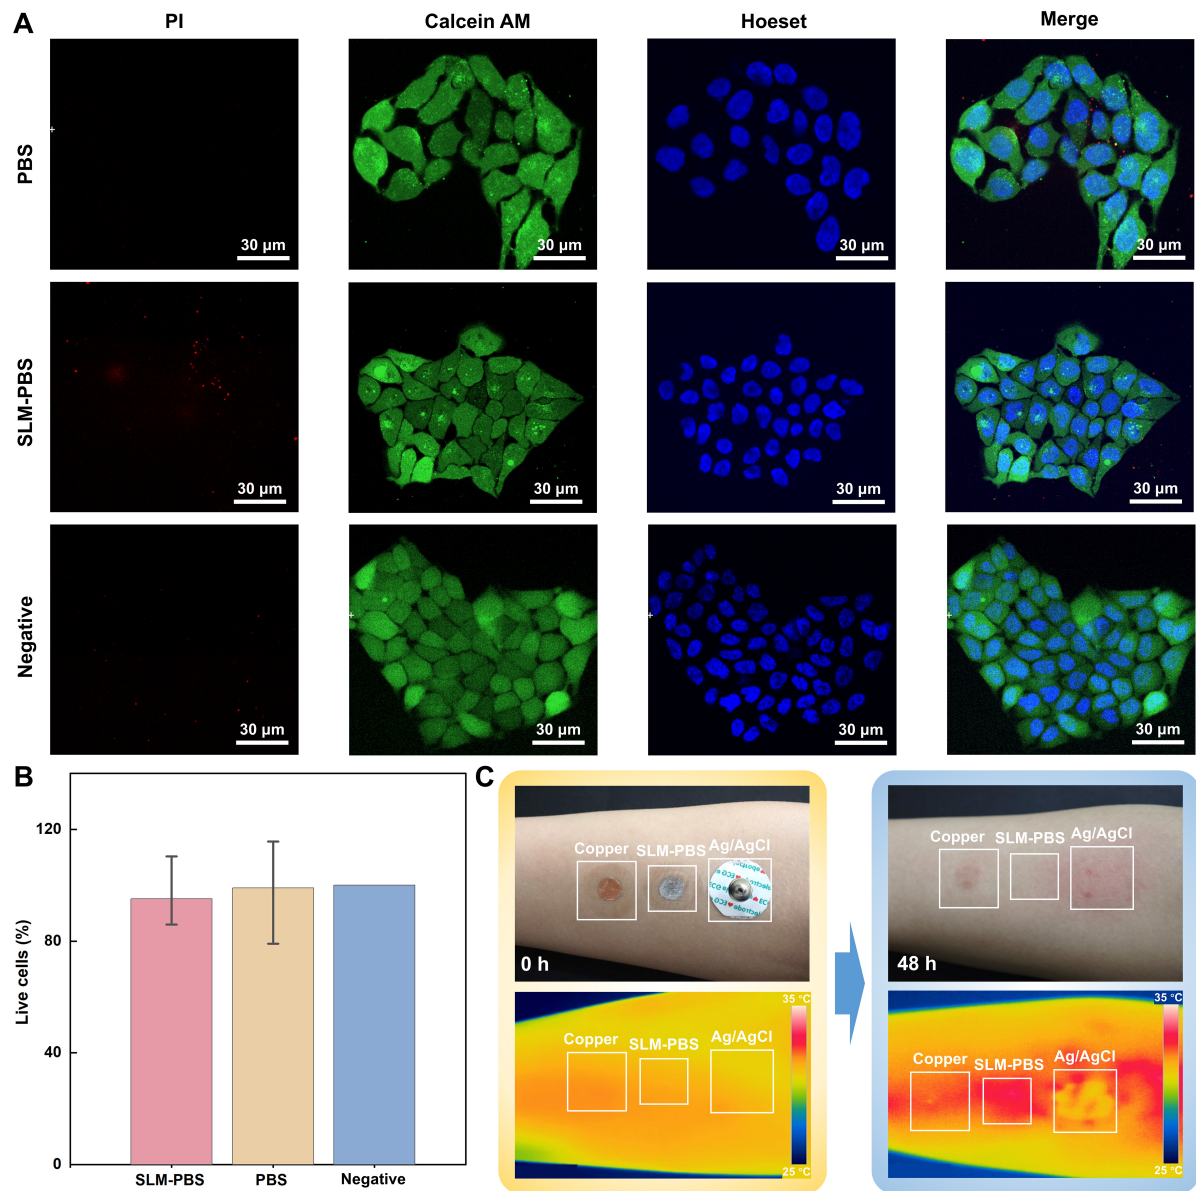 A
PI
Calcein AM
Hoeset
Merge
PBS
30 µm
30 µm
30 µm
30 µm
SLM-PBS
30 µm
30 µm
30 µm
30 µm
Negative
30 µm
30 µm
30 µm
30 µm
B
Live cells (%)
120
80
40
0
SLM-PBS
PBS
Negative
C
Copper
SLM-PBS
Ag/AgCl
ECG
0 h
Copper
SLM-PBS
Ag/AgCl
48 h
35 °C
Copper
SLM-PBS
Ag/AgCl
25 °C
35 °C
Copper
SLM-PBS
Ag/AgCl
25 °C